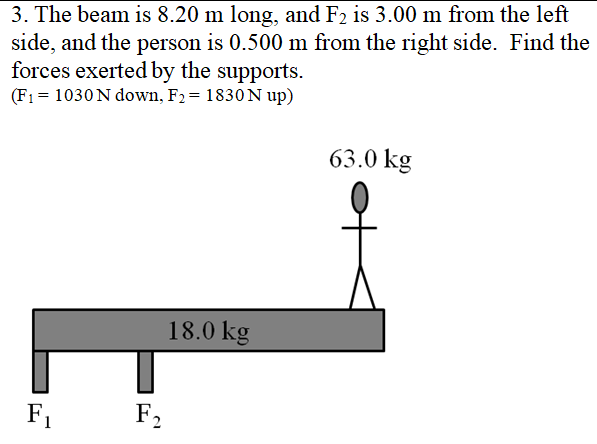 3. The beam is 8.20 m long, and F₂ is 3.00 m from the left
side, and the person is 0.500 m from the right side.  Find the
forces exerted by the supports.
(F₁ = 1030 N down, F₂ = 1830 N up)
63.0 kg
18.0 kg
F₁ F₂